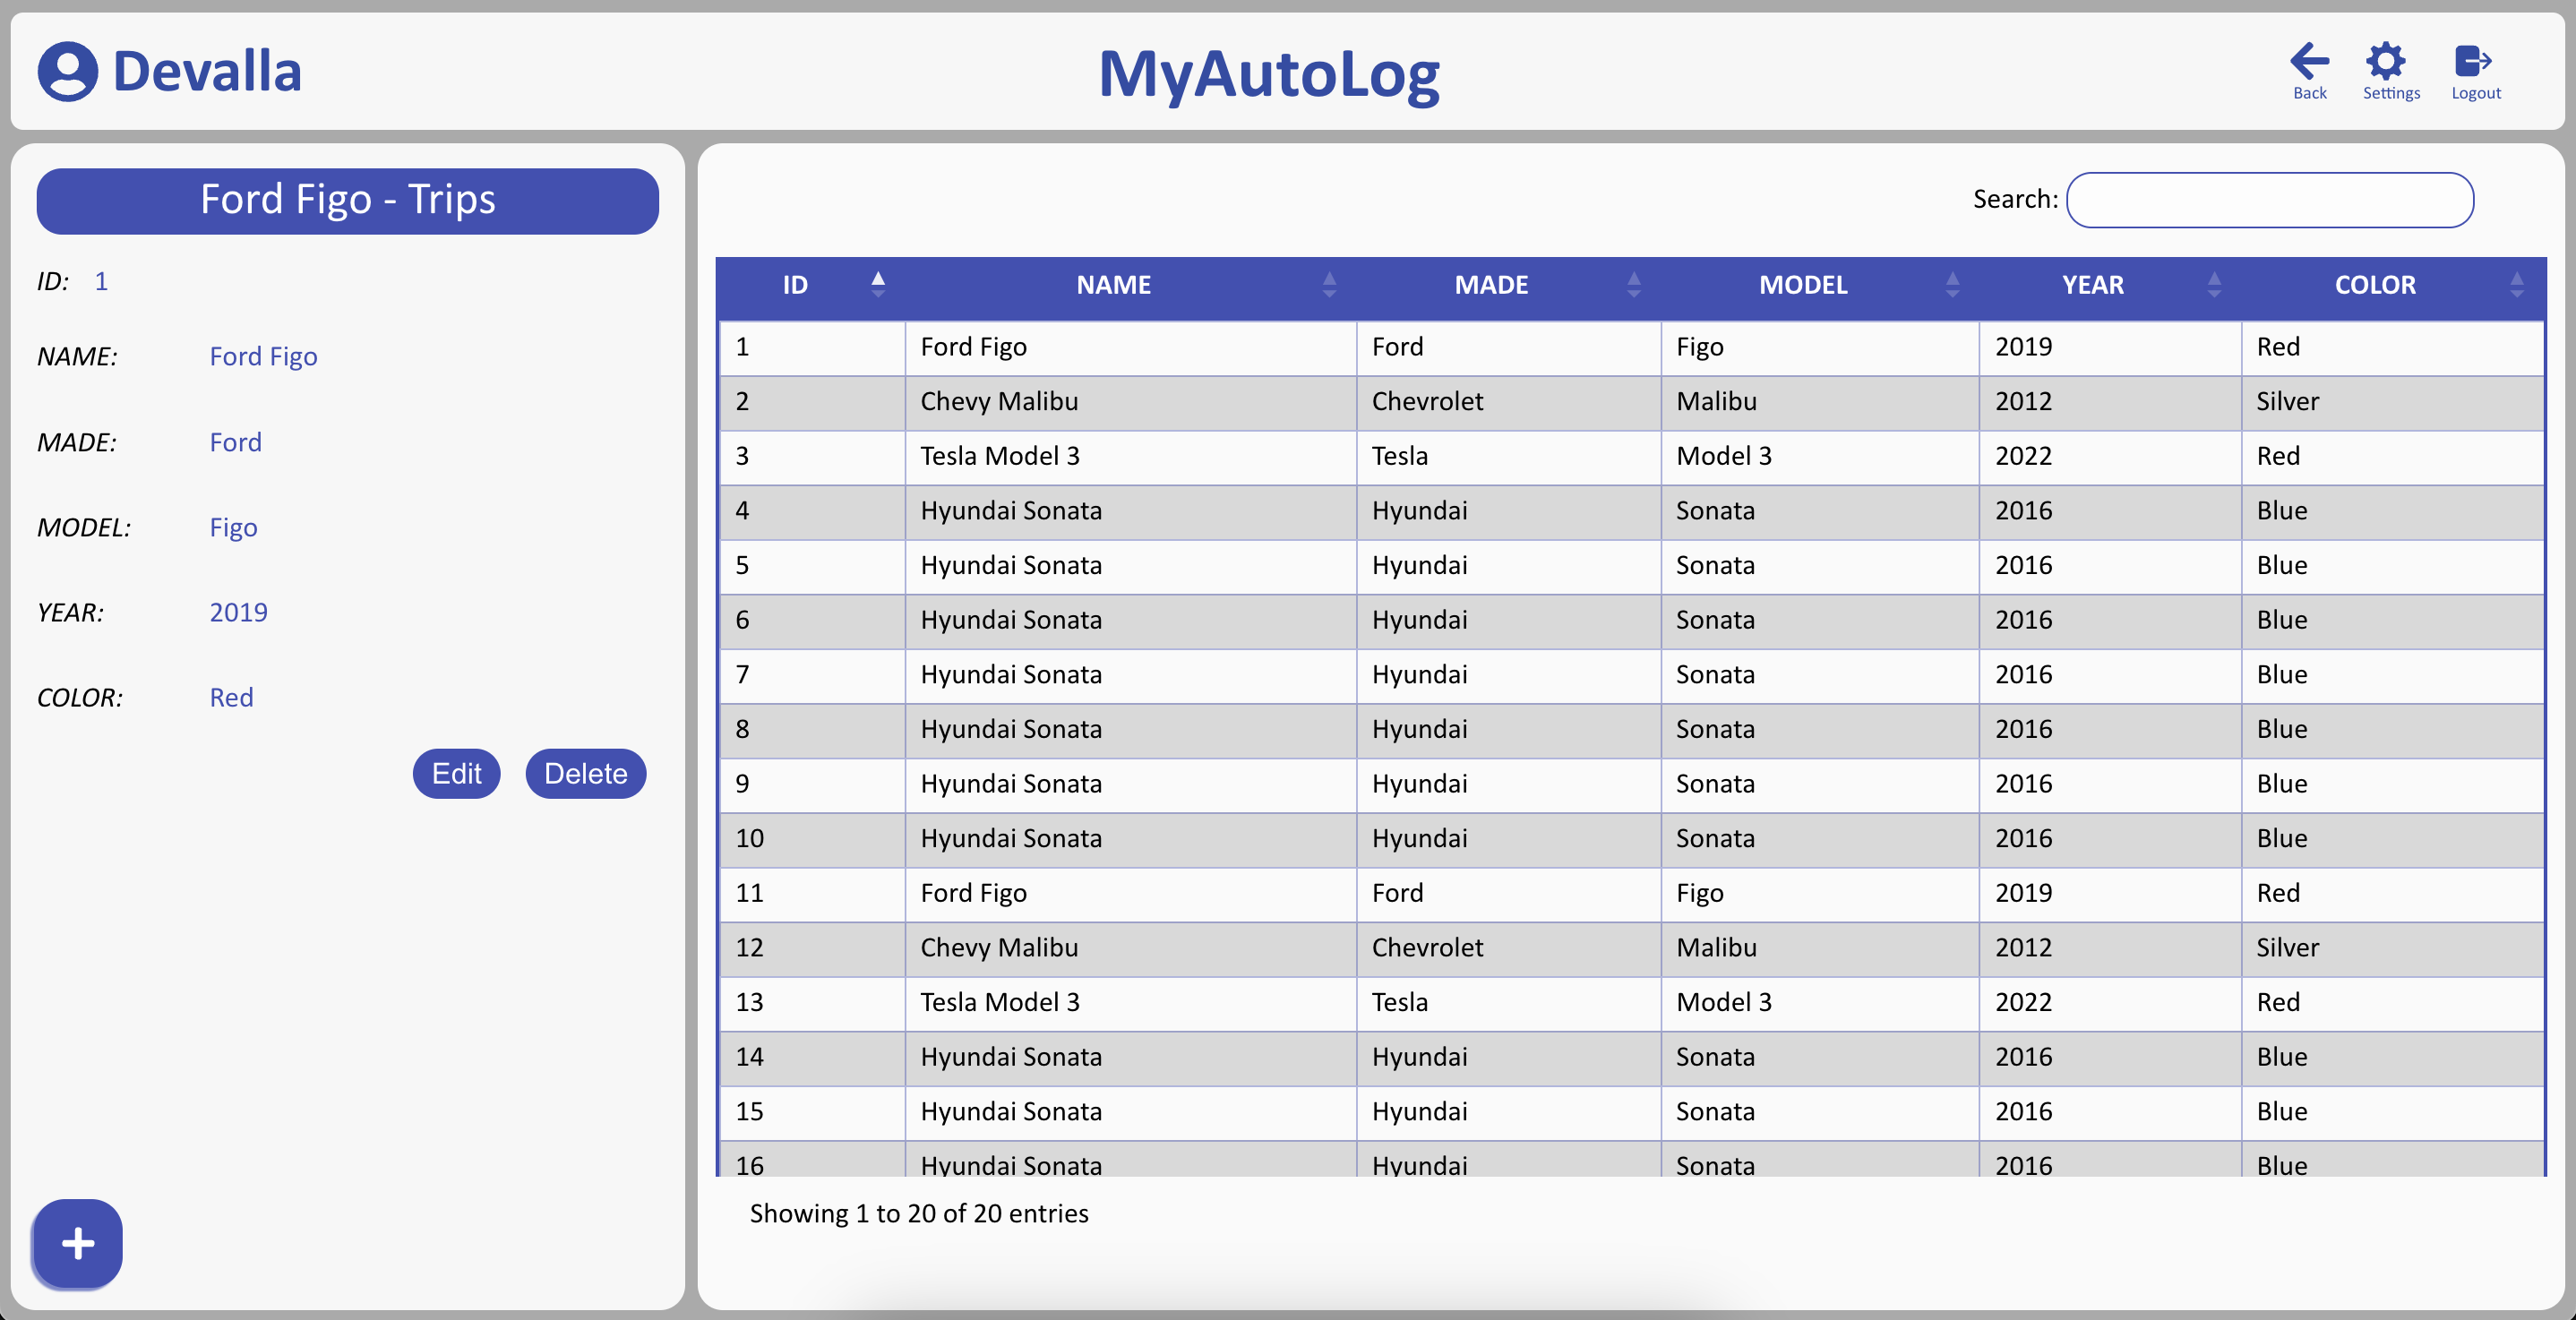 Devalla
MyAutoLog
Back Settings Logout
Ford Figo - Trips
ID: 1
NAME: Ford Figo
MADE: Ford
MODEL: Figo
YEAR: 2019
COLOR: Red
Edit Delete
+
Search:
ID NAME MADE MODEL YEAR COLOR
1 Ford Figo Ford Figo 2019 Red
2 Chevy Malibu Chevrolet Malibu 2012 Silver
3 Tesla Model 3 Tesla Model 3 2022 Red
4 Hyundai Sonata Hyundai Sonata 2016 Blue
5 Hyundai Sonata Hyundai Sonata 2016 Blue
6 Hyundai Sonata Hyundai Sonata 2016 Blue
7 Hyundai Sonata Hyundai Sonata 2016 Blue
8 Hyundai Sonata Hyundai Sonata 2016 Blue
9 Hyundai Sonata Hyundai Sonata 2016 Blue
10 Hyundai Sonata Hyundai Sonata 2016 Blue
11 Ford Figo Ford Figo 2019 Red
12 Chevy Malibu Chevrolet Malibu 2012 Silver
13 Tesla Model 3 Tesla Model 3 2022 Red
14 Hyundai Sonata Hyundai Sonata 2016 Blue
15 Hyundai Sonata Hyundai Sonata 2016 Blue
16 Hyundai Sonata Hyundai Sonata 2016 Blue
Showing 1 to 20 of 20 entries